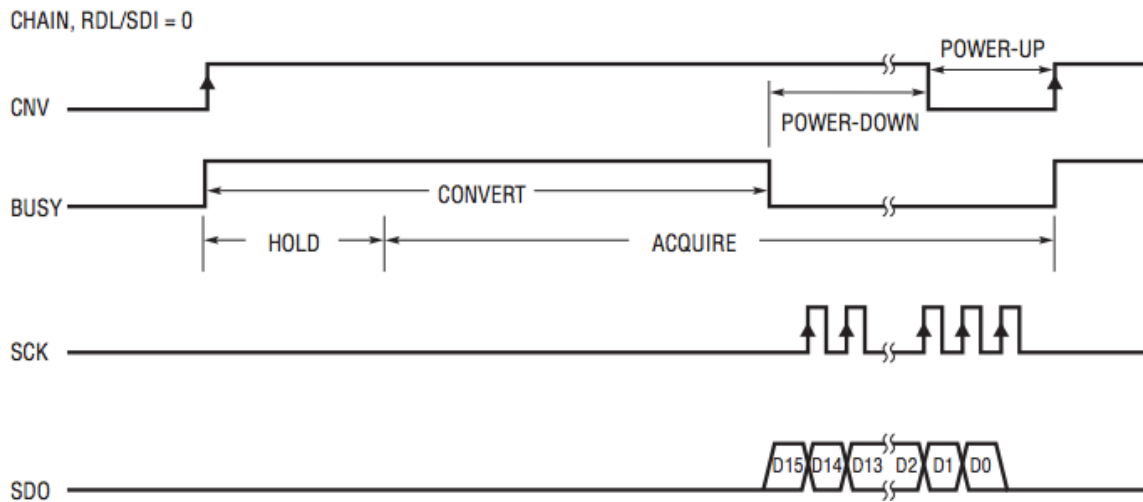 CHAIN, RDL/SDI = 0
POWER-UP
CNV
POWER-DOWN
CONVERT
BUSY
HOLD
ACQUIRE
SCK
D15 D14 D13 D2 D1 D0
SDO